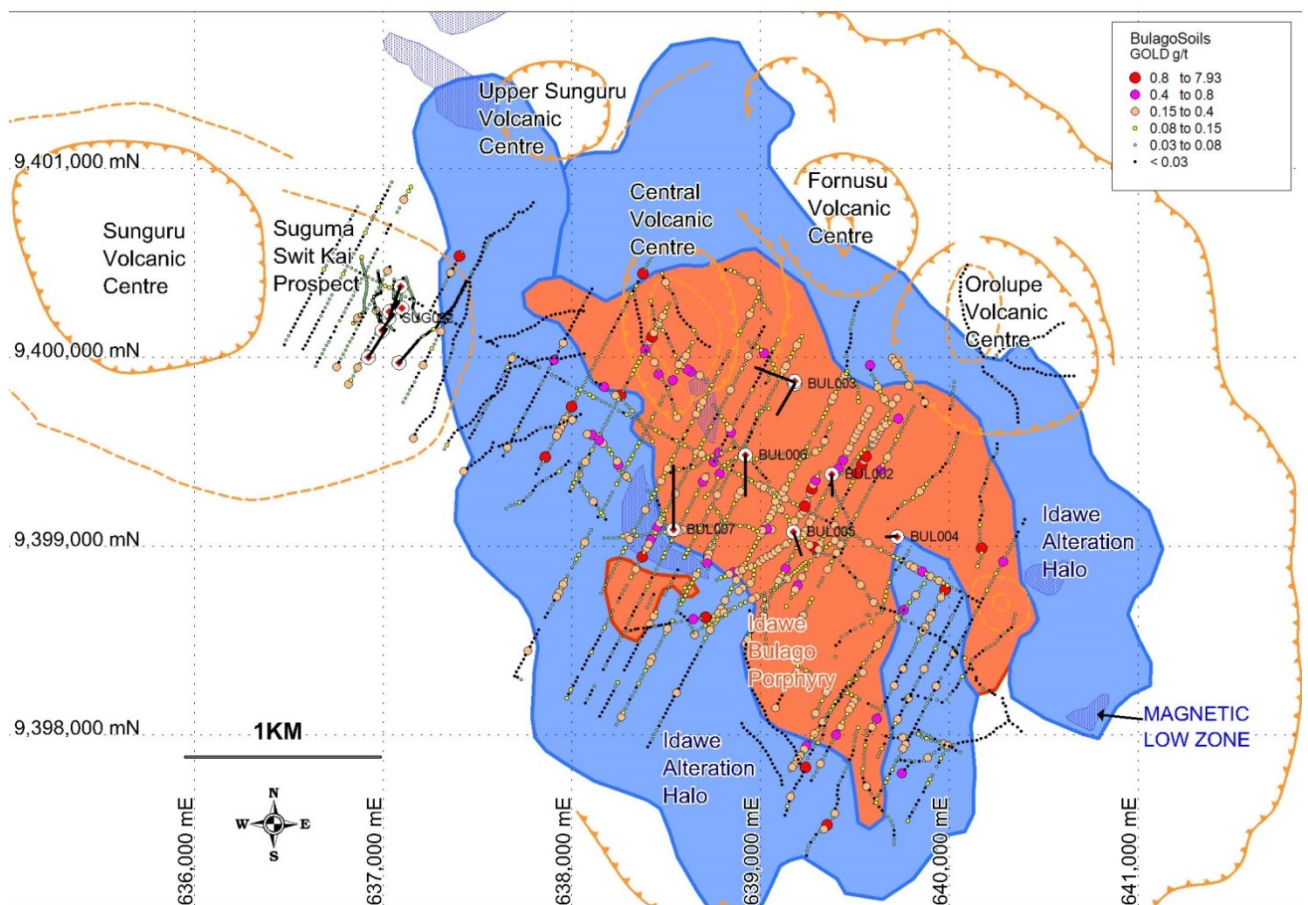 BulagoSoils
GOLD g/t
0.8 to 7.93
0.4 to 0.8
0.15 to 0.4
0.08 to 0.15
0.03 to 0.08
< 0.03
Upper Sunguru
Volcanic
Centre
9,401,000 mN
Fornusu
Volcanic
Centre
Central
Volcanic
Centre
Sunguru
Volcanic
Centre
Suguma
Swit Kai
Prospect
Orolupe
Volcanic
Centre
9,400,000 mN
BUL003
BUL006
BUL002
BUL007
BUL005
BUL004
9,399,000 mN
Idawe
Alteration
Halo
Idawe
Bulago
Porphyry
9,398,000 mN
1KM
Idawe
Alteration
Halo
MAGNETIC
LOW ZONE
N
W E
S
636,000 mE
637,000 mE
638,000 mE
639,000 mE
640,000 mE
641,000 mE